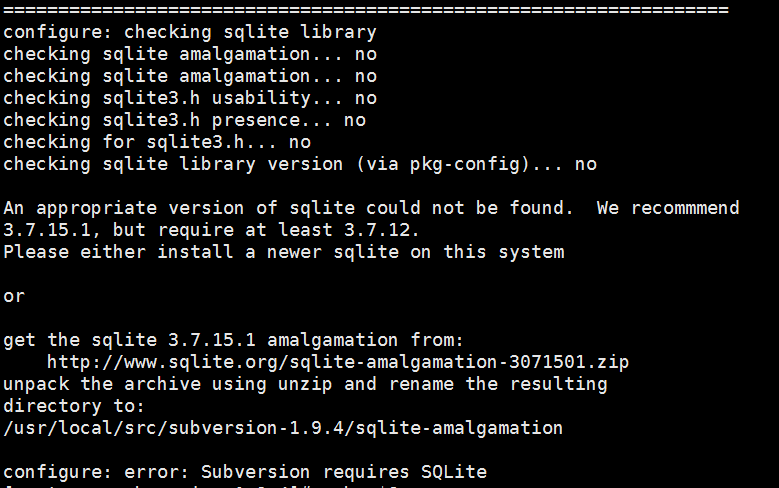 ==================================================================
configure: checking sqlite library
checking sqlite amalgamation... no
checking sqlite amalgamation... no
checking sqlite3.h usability... no
checking sqlite3.h presence... no
checking for sqlite3.h... no
checking sqlite library version (via pkg-config)... no
An appropriate version of sqlite could not be found.  We recommmend
3.7.15.1, but require at least 3.7.12.
Please either install a newer sqlite on this system
or
get the sqlite 3.7.15.1 amalgamation from:
    http://www.sqlite.org/sqlite-amalgamation-3071501.zip
unpack the archive using unzip and rename the resulting
directory to:
/usr/local/src/subversion-1.9.4/sqlite-amalgamation
configure: error: Subversion requires SQLite